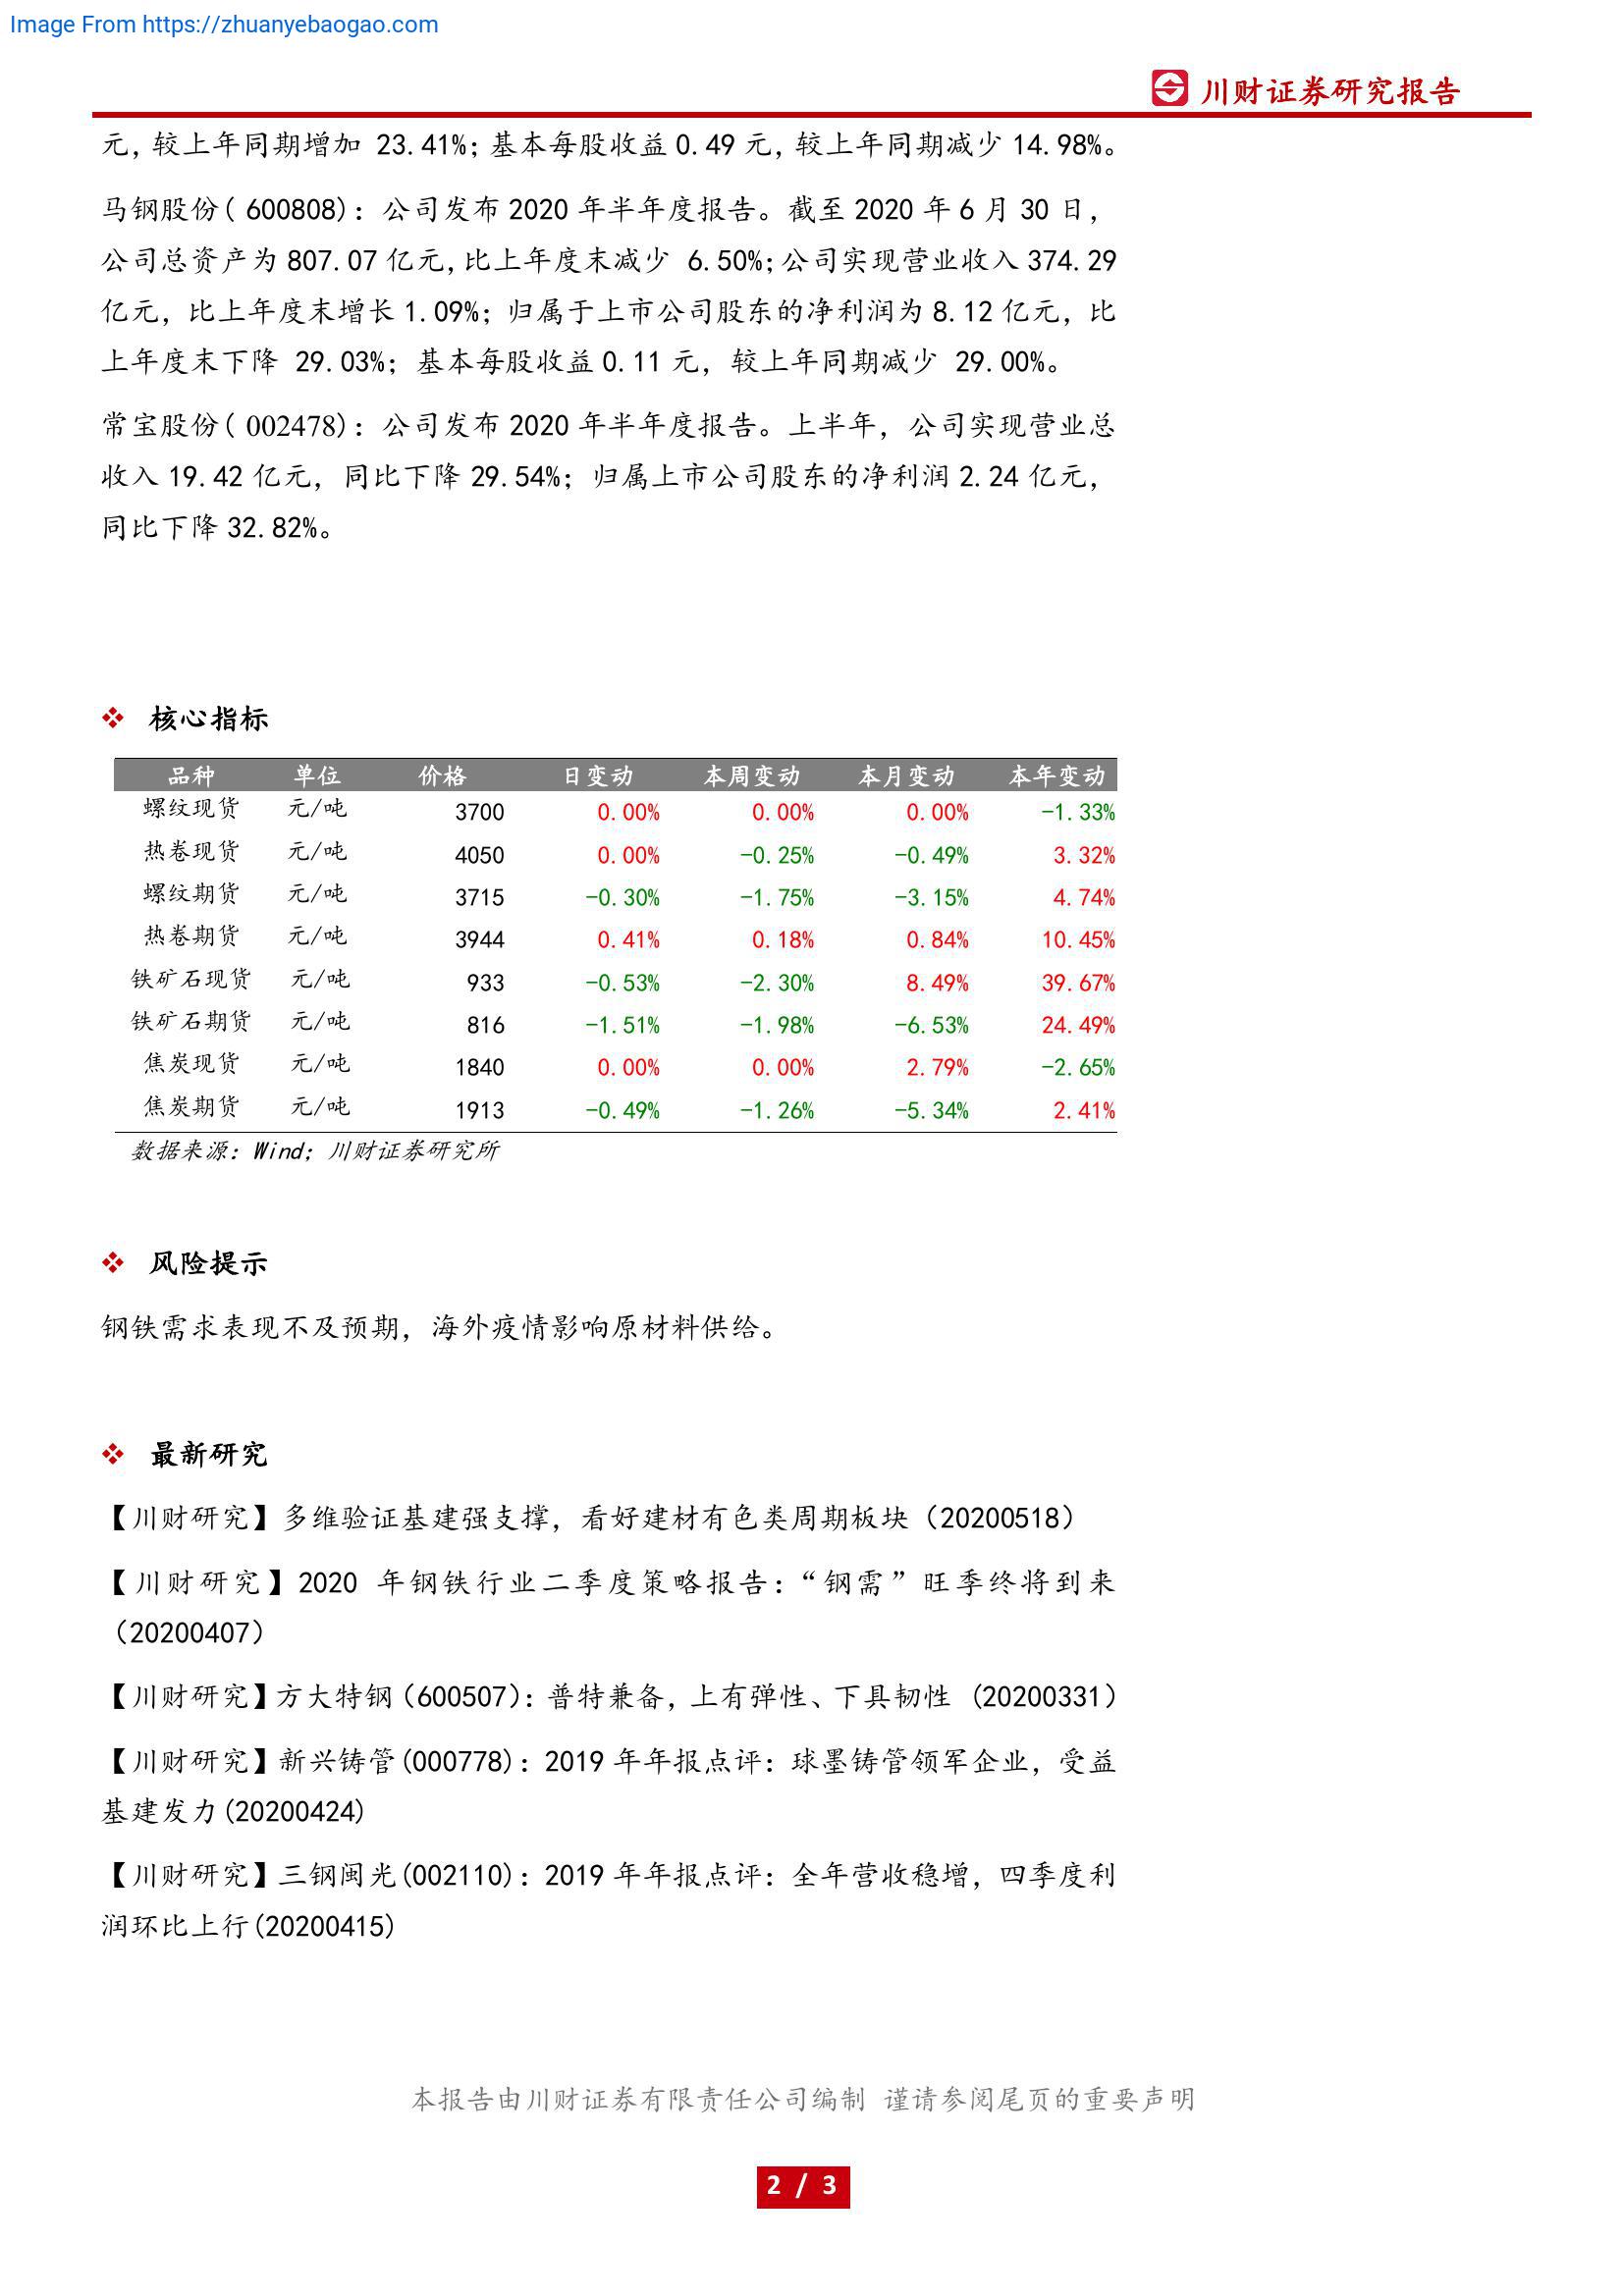 Image From https://zhuanyebaogao.com
川财证券研究报告
元，较上年同期增加 23.41%；基本每股收益 0.49 元，较上年同期减少 14.98%。
马钢股份( 600808)：公司发布 2020 年半年度报告。截至 2020 年 6 月 30 日，
公司总资产为 807.07 亿元，比上年度末减少 6.50%；公司实现营业收入 374.29
亿元，比上年度末增长 1.09%；归属于上市公司股东的净利润为 8.12 亿元，比
上年度末下降 29.03%；基本每股收益 0.11 元，较上年同期减少 29.00%。
常宝股份( 002478)：公司发布 2020 年半年度报告。上半年，公司实现营业总
收入 19.42 亿元，同比下降 29.54%；归属上市公司股东的净利润 2.24 亿元，
同比下降 32.82%。
❖ 核心指标
品种 单位 价格 日变动 本周变动 本月变动 本年变动
螺纹现货 元/吨 3700 0.00% 0.00% 0.00% -1.33%
热卷现货 元/吨 4050 0.00% -0.25% -0.49% 3.32%
螺纹期货 元/吨 3715 -0.30% -1.75% -3.15% 4.74%
热卷期货 元/吨 3944 0.41% 0.18% 0.84% 10.45%
铁矿石现货 元/吨 933 -0.53% -2.30% 8.49% 39.67%
铁矿石期货 元/吨 816 -1.51% -1.98% -6.53% 24.49%
焦炭现货 元/吨 1840 0.00% 0.00% 2.79% -2.65%
焦炭期货 元/吨 1913 -0.49% -1.26% -5.34% 2.41%
数据来源：Wind；川财证券研究所
❖ 风险提示
钢铁需求表现不及预期，海外疫情影响原材料供给。
❖ 最新研究
【川财研究】多维验证基建强支撑，看好建材有色类周期板块（20200518）
【川财研究】2020 年钢铁行业二季度策略报告：“钢需”旺季终将到来
（20200407）
【川财研究】方大特钢（600507）：普特兼备，上有弹性、下具韧性 (20200331）
【川财研究】新兴铸管(000778)：2019 年年报点评：球墨铸管领军企业，受益
基建发力(20200424)
【川财研究】三钢闽光(002110)：2019 年年报点评：全年营收稳增，四季度利
润环比上行(20200415)
本报告由川财证券有限责任公司编制 谨请参阅尾页的重要声明
2 / 3